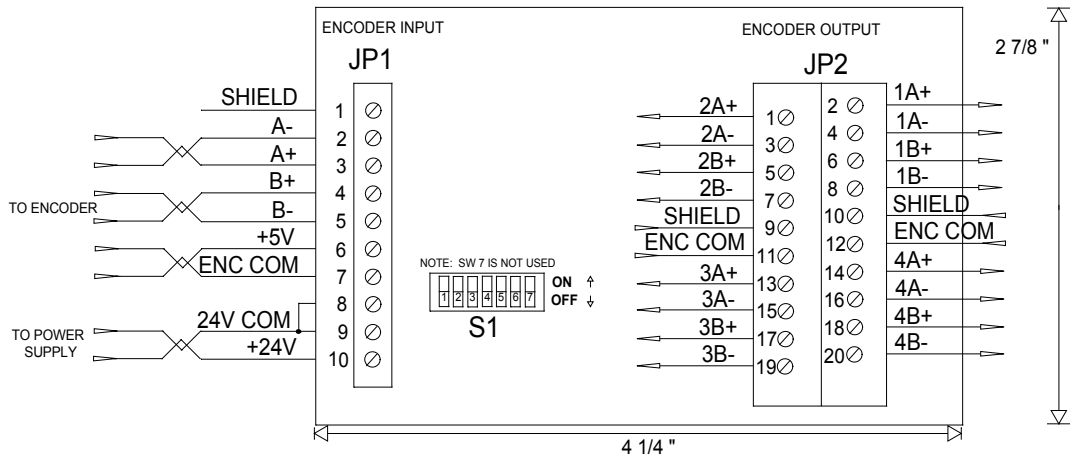 ENCODER INPUT
JP1
SHIELD 1
A- 2
A+ 3
B+ 4
B- 5
+5V 6
ENC COM 7
8
24V COM 9
+24V 10
TO ENCODER
TO POWER
SUPPLY
NOTE: SW 7 IS NOT USED
1 2 3 4 5 6 7
ON
OFF
S1
ENCODER OUTPUT
JP2
2A+ 1 2 1A+
2A- 3 4 1A-
2B+ 5 6 1B+
2B- 7 8 1B-
SHIELD 9 10 SHIELD
ENC COM 11 12 ENC COM
3A+ 13 14 4A+
3A- 15 16 4A-
3B+ 17 18 4B+
3B- 19 20 4B-
2 7/8 "
4 1/4 "